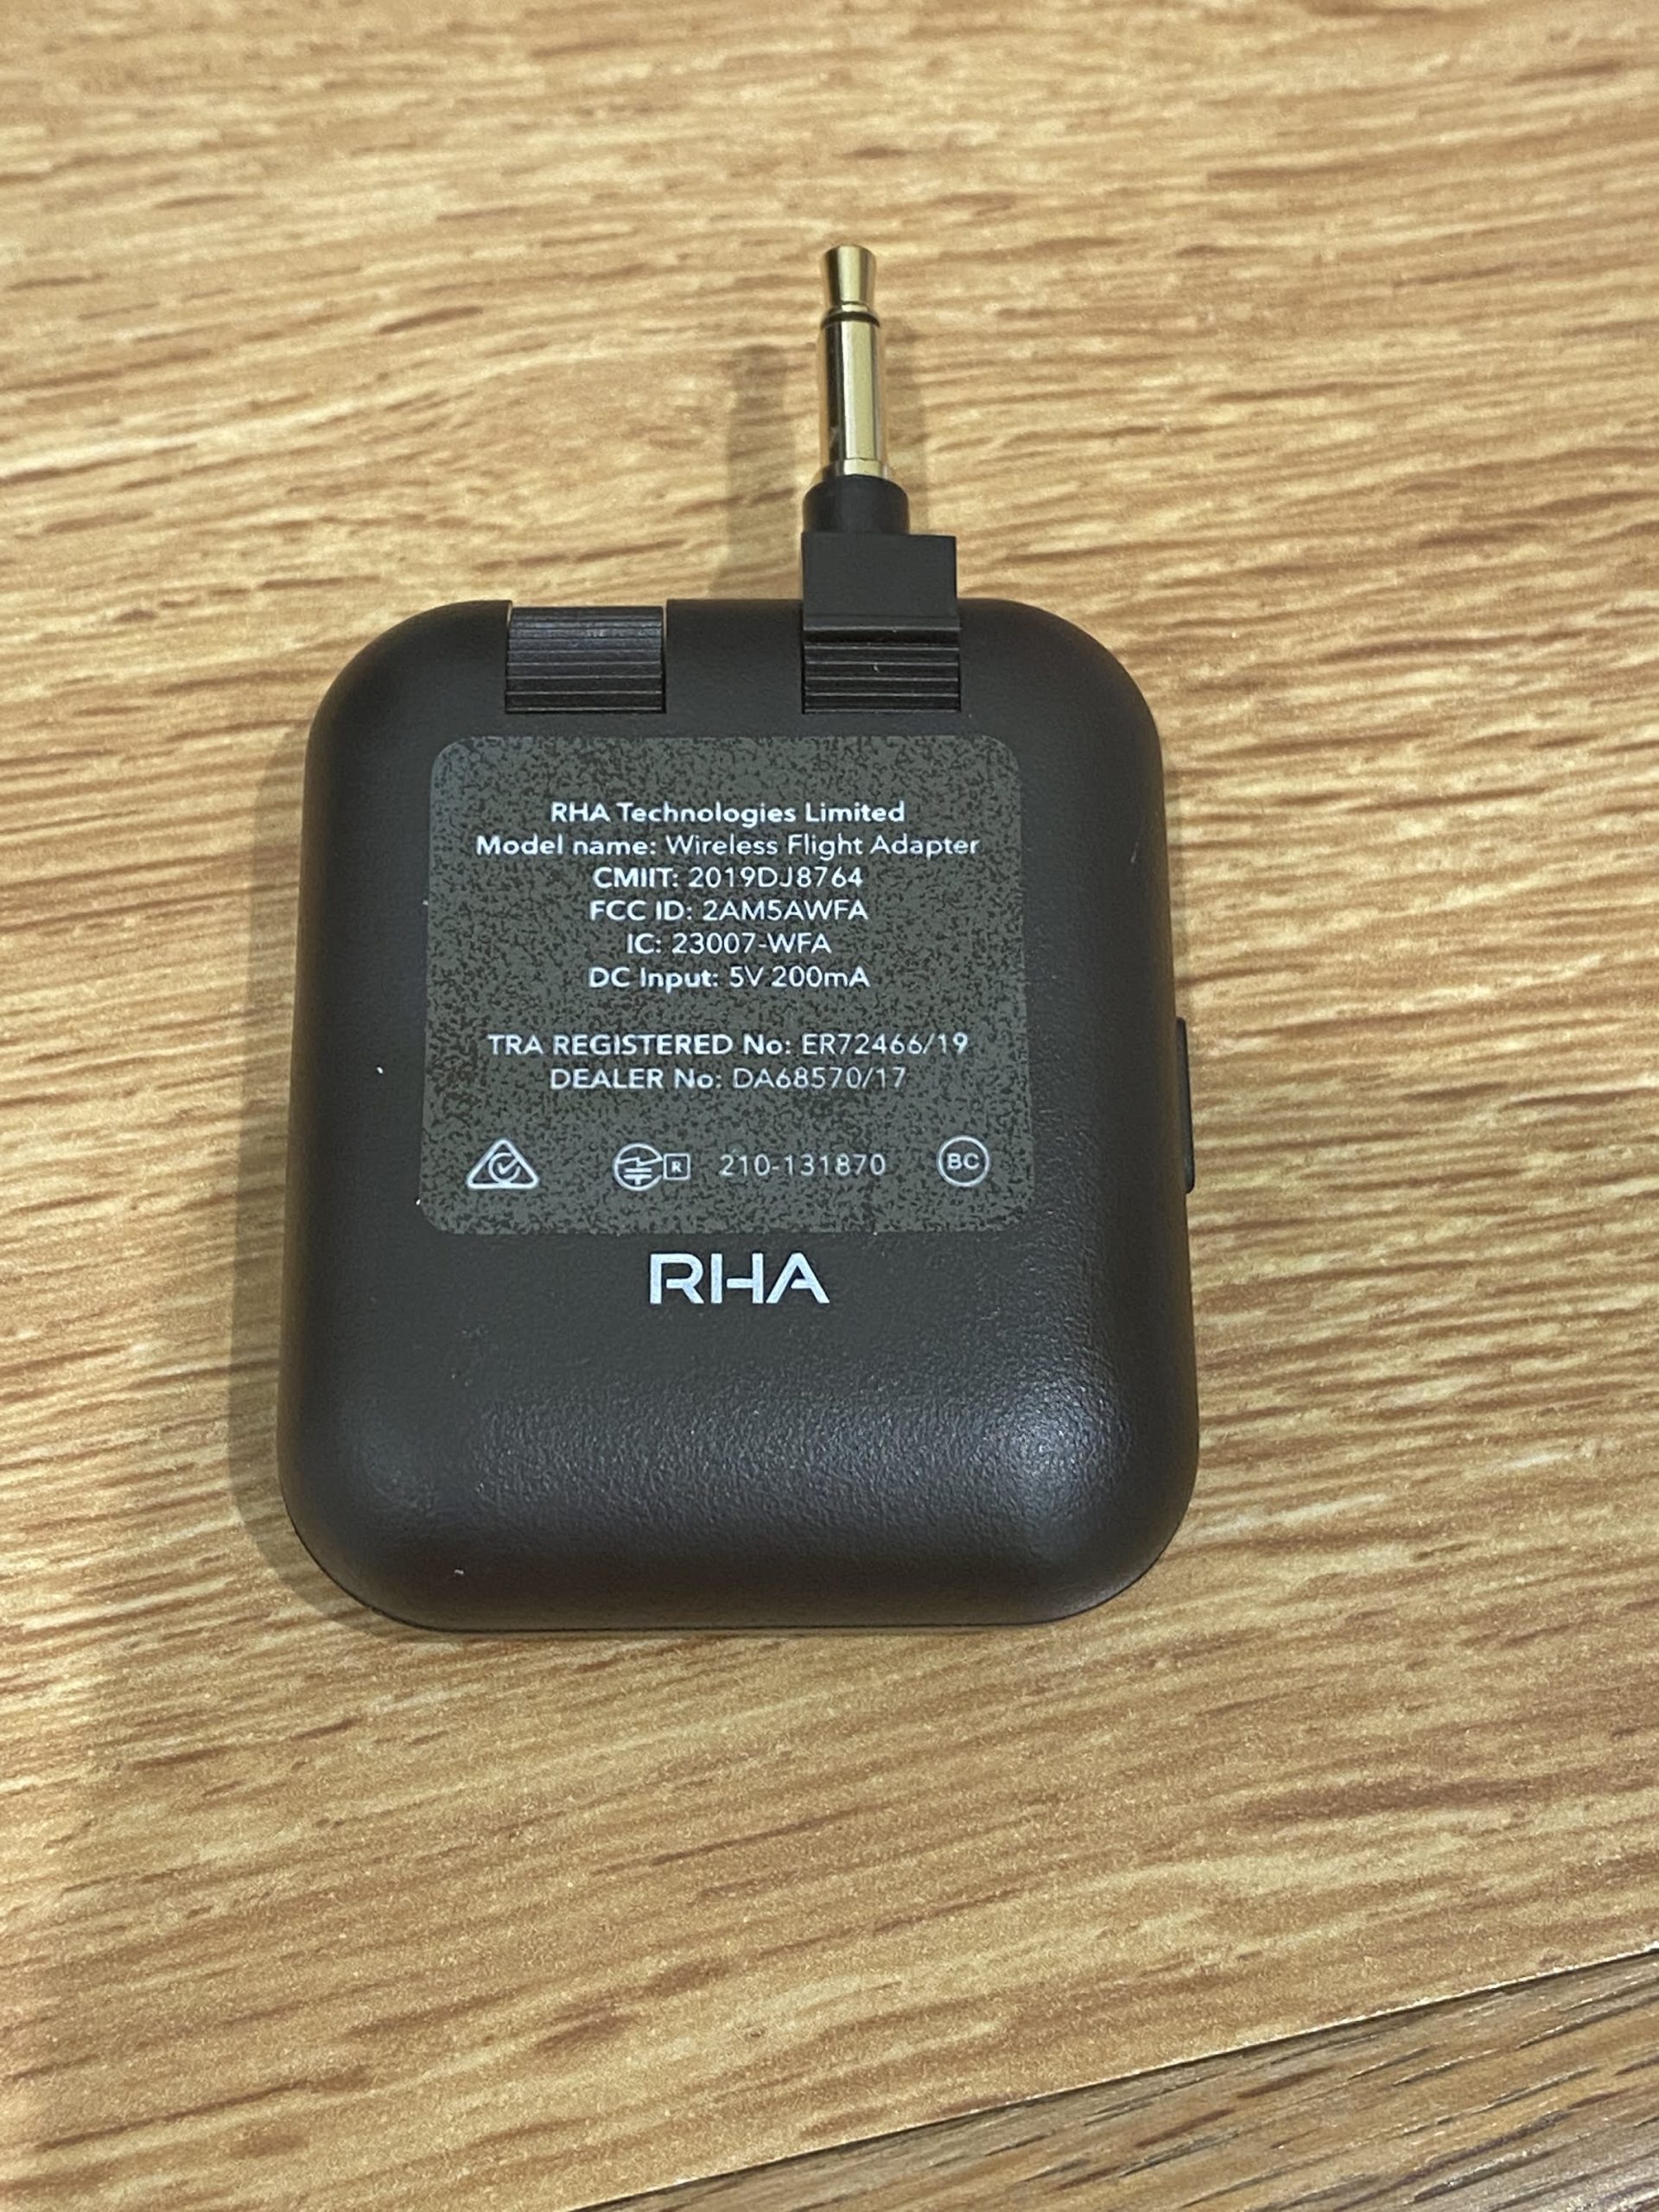 RHA Technologies Limited
Model name: Wireless Flight Adapter
CMIIT: 2019DJ8764
FCC ID: 2AM5AWFA
IC: 23007-WFA
DC Input: 5V 200mA
TRA REGISTERED No: ER72466/19
DEALER No: DA68570/17
R 210-131870 BC
RHA